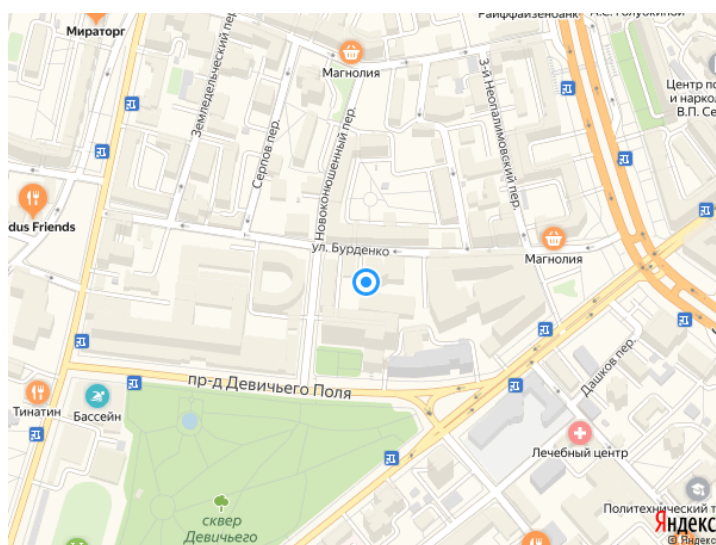 Райффайзенбанк
Мираторг
Магнолия
Центр по
и нарко
В.П. Се
Земледельческий пер.
Серпов пер.
Новоконюшенный пер.
3-й Неопалимовский пер.
dus Friends
ул. Бурденко
Магнолия
Дашков пер.
пр-д Девичьего Поля
Тинатин
Бассейн
Лечебный центр
Политехнический т
сквер
Девичьего
Яндекс
© Яндекс